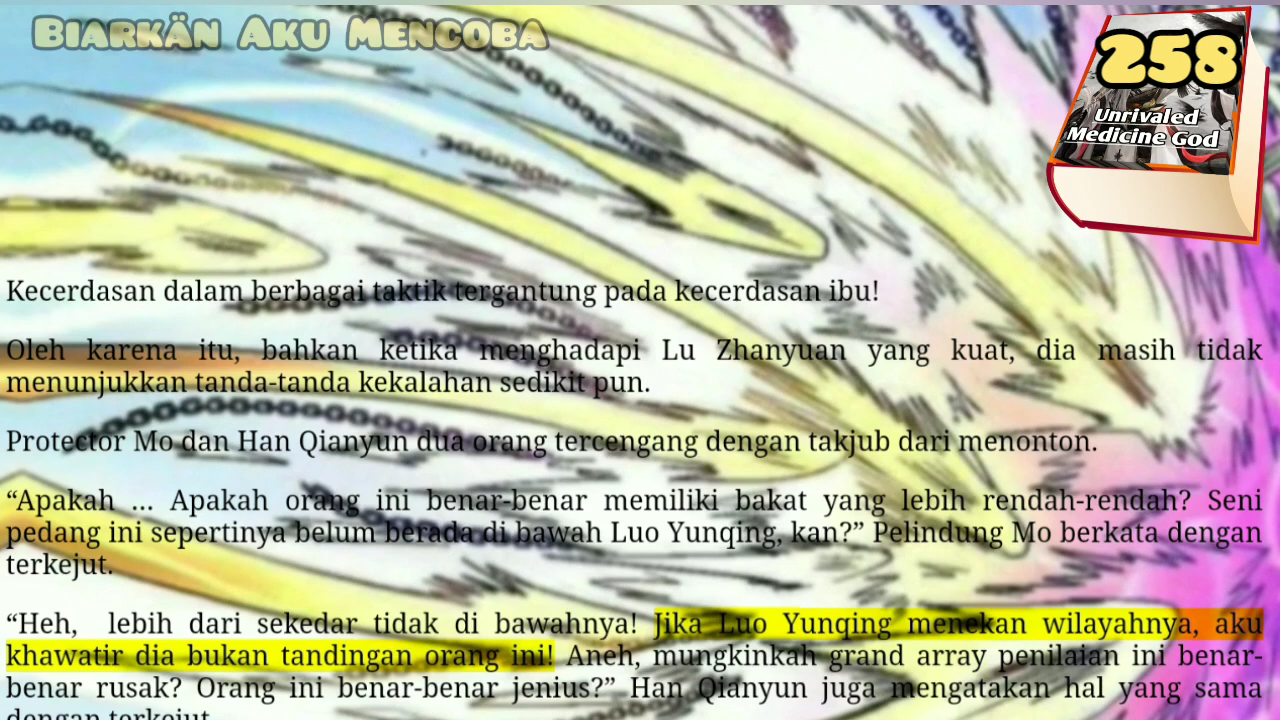 BIARKÄN AKU MENCOBA
258
Unrivaled
Medicine God
Kecerdasan dalam berbagai taktik tergantung pada kecerdasan ibu!
Oleh karena itu, bahkan ketika menghadapi Lu Zhanyuan yang kuat, dia masih tidak
menunjukkan tanda-tanda kekalahan sedikit pun.
Protector Mo dan Han Qianyun dua orang tercengang dengan takjub dari menonton.
“Apakah ... Apakah orang ini benar-benar memiliki bakat yang lebih rendah-rendah? Seni
pedang ini sepertinya belum berada di bawah Luo Yunqing, kan?” Pelindung Mo berkata dengan
terkejut.
“Heh, lebih dari sekedar tidak di bawahnya! Jika Luo Yunqing menekan wilayahnya, aku
khawatir dia bukan tandingan orang ini! Aneh, mungkinkah grand array penilaian ini benar-
benar rusak? Orang ini benar-benar jenius?” Han Qianyun juga mengatakan hal yang sama
dengan terkejut